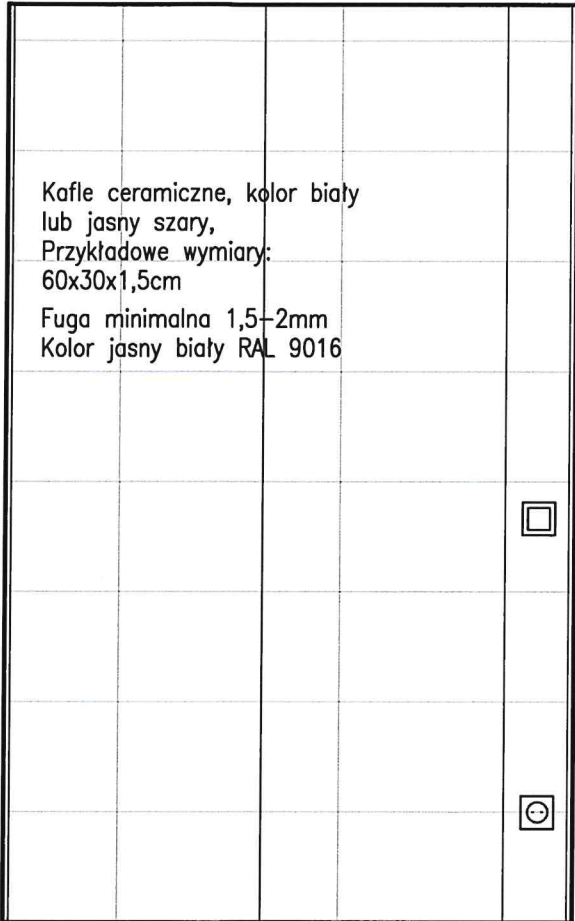 Kafle ceramiczne, kolor biały
lub jasny szary,
Przykładowe wymiary:
60x30x1,5cm
Fuga minimalna 1,5-2mm
Kolor jasny biały RAL 9016